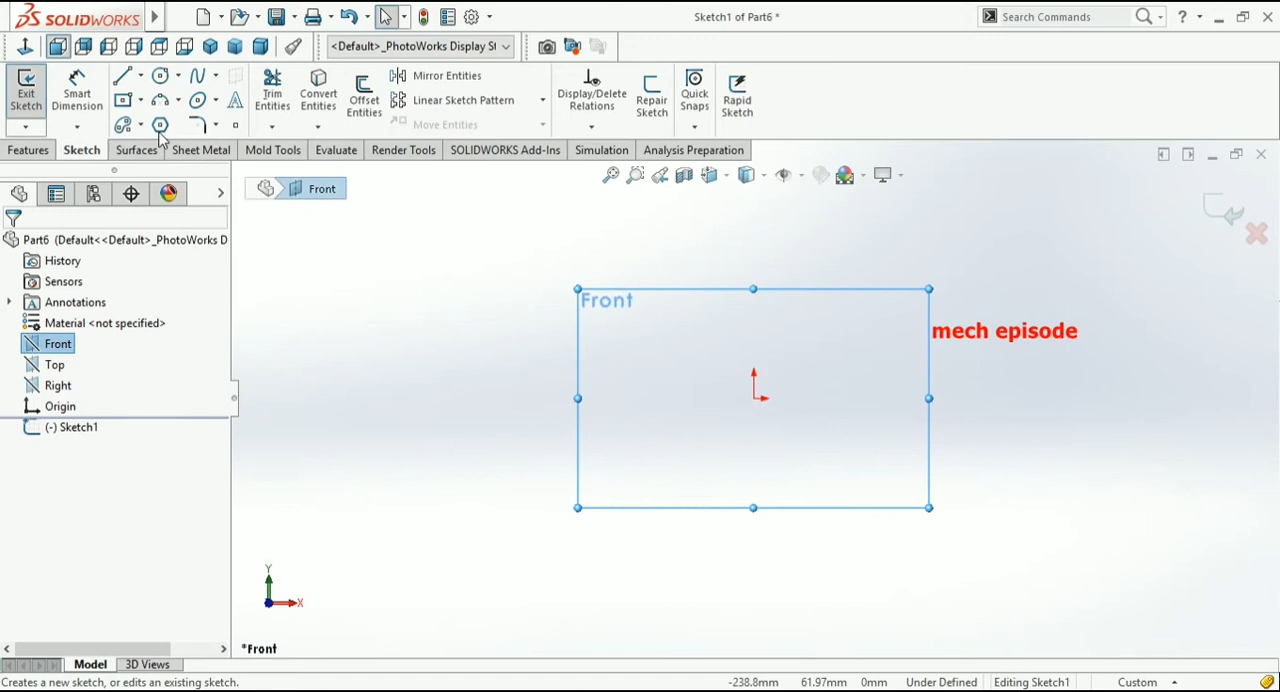 SOLIDWORKS
Sketch1 of Part6 *
Search Commands
?
<Default>_PhotoWorks Display St
Exit Sketch
Smart Dimension
Trim Entities
Convert Entities
Offset Entities
Mirror Entities
Linear Sketch Pattern
Move Entities
Display/Delete Relations
Repair Sketch
Quick Snaps
Rapid Sketch
Features
Sketch
Surfaces
Sheet Metal
Mold Tools
Evaluate
Render Tools
SOLIDWORKS Add-Ins
Simulation
Analysis Preparation
Front
Part6 (Default<<Default>_PhotoWorks D
History
Sensors
Annotations
Material <not specified>
Front
Top
Right
Origin
(-) Sketch1
Front
mech episode
Y
X
*Front
Model
3D Views
Creates a new sketch, or edits an existing sketch.
-238.8mm
61.97mm
0mm
Under Defined
Editing Sketch1
Custom